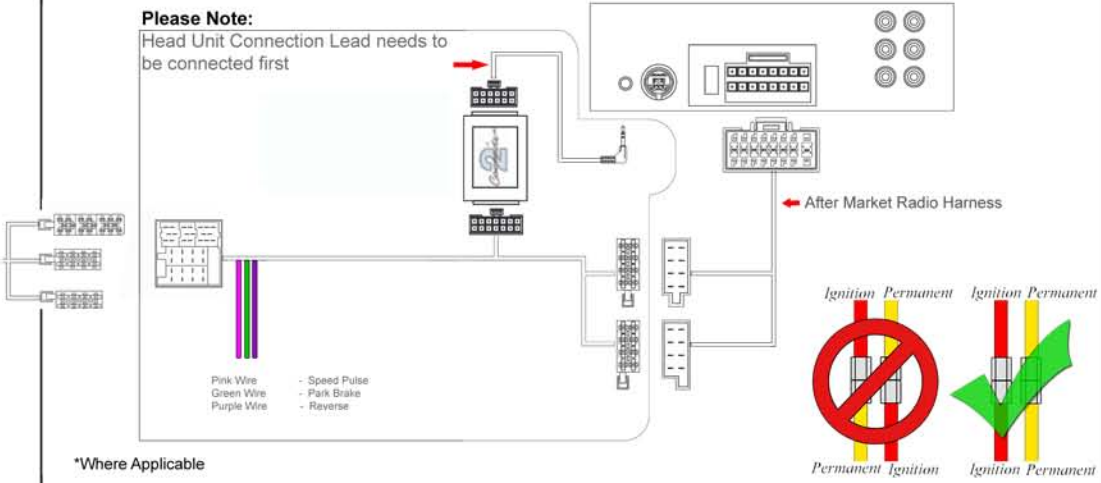 Please Note:
Head Unit Connection Lead needs to
be connected first
After Market Radio Harness
Pink Wire - Speed Pulse
Green Wire - Park Brake
Purple Wire - Reverse
*Where Applicable
Ignition Permanent Ignition Permanent
Permanent Ignition Ignition Permanent